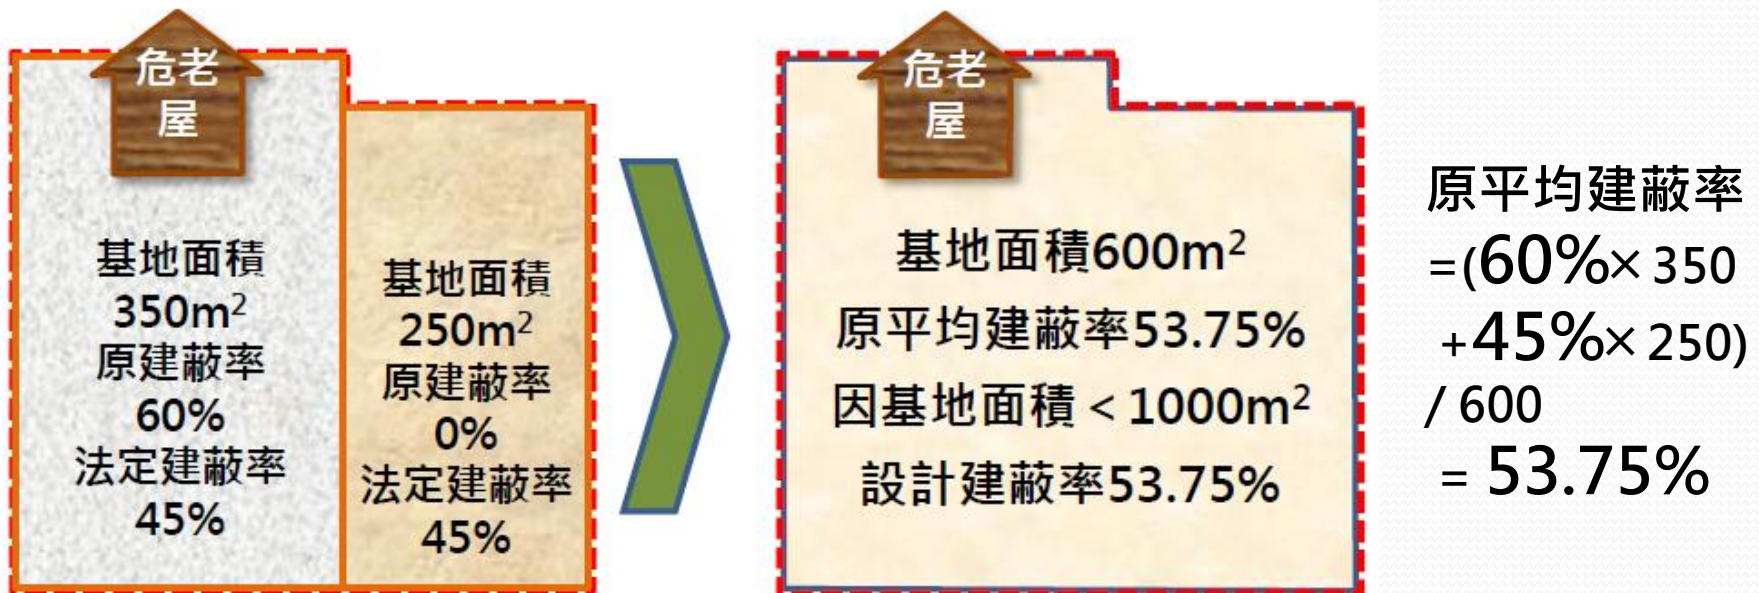 危老
屋
基地面積
350m²
原建蔽率
60%
法定建蔽率
45%
基地面積
250m²
原建蔽率
0%
法定建蔽率
45%
危老
屋
基地面積600m²
原平均建蔽率53.75%
因基地面積＜1000m²
設計建蔽率53.75%
原平均建蔽率
=(60%×350
+45%×250)
/ 600
= 53.75%